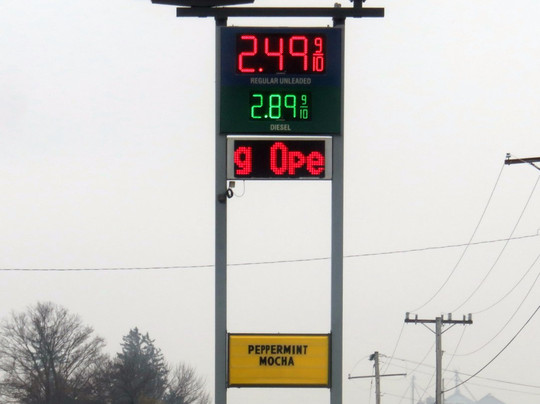 2.49 9/10
REGULAR UNLEADED
2.89 9/10
DIESEL
g Ope
PEPPERMINT
MOCHA